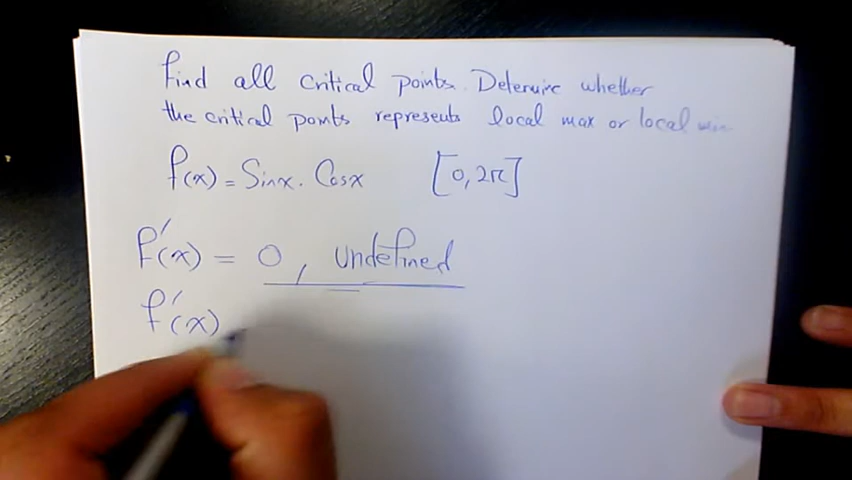 Find all critical points. Determine whether
the critical points represents local max or local min
f(x) = Sinx. Cosx [0, 2π]
f'(x) = 0, undefined
f'(x)